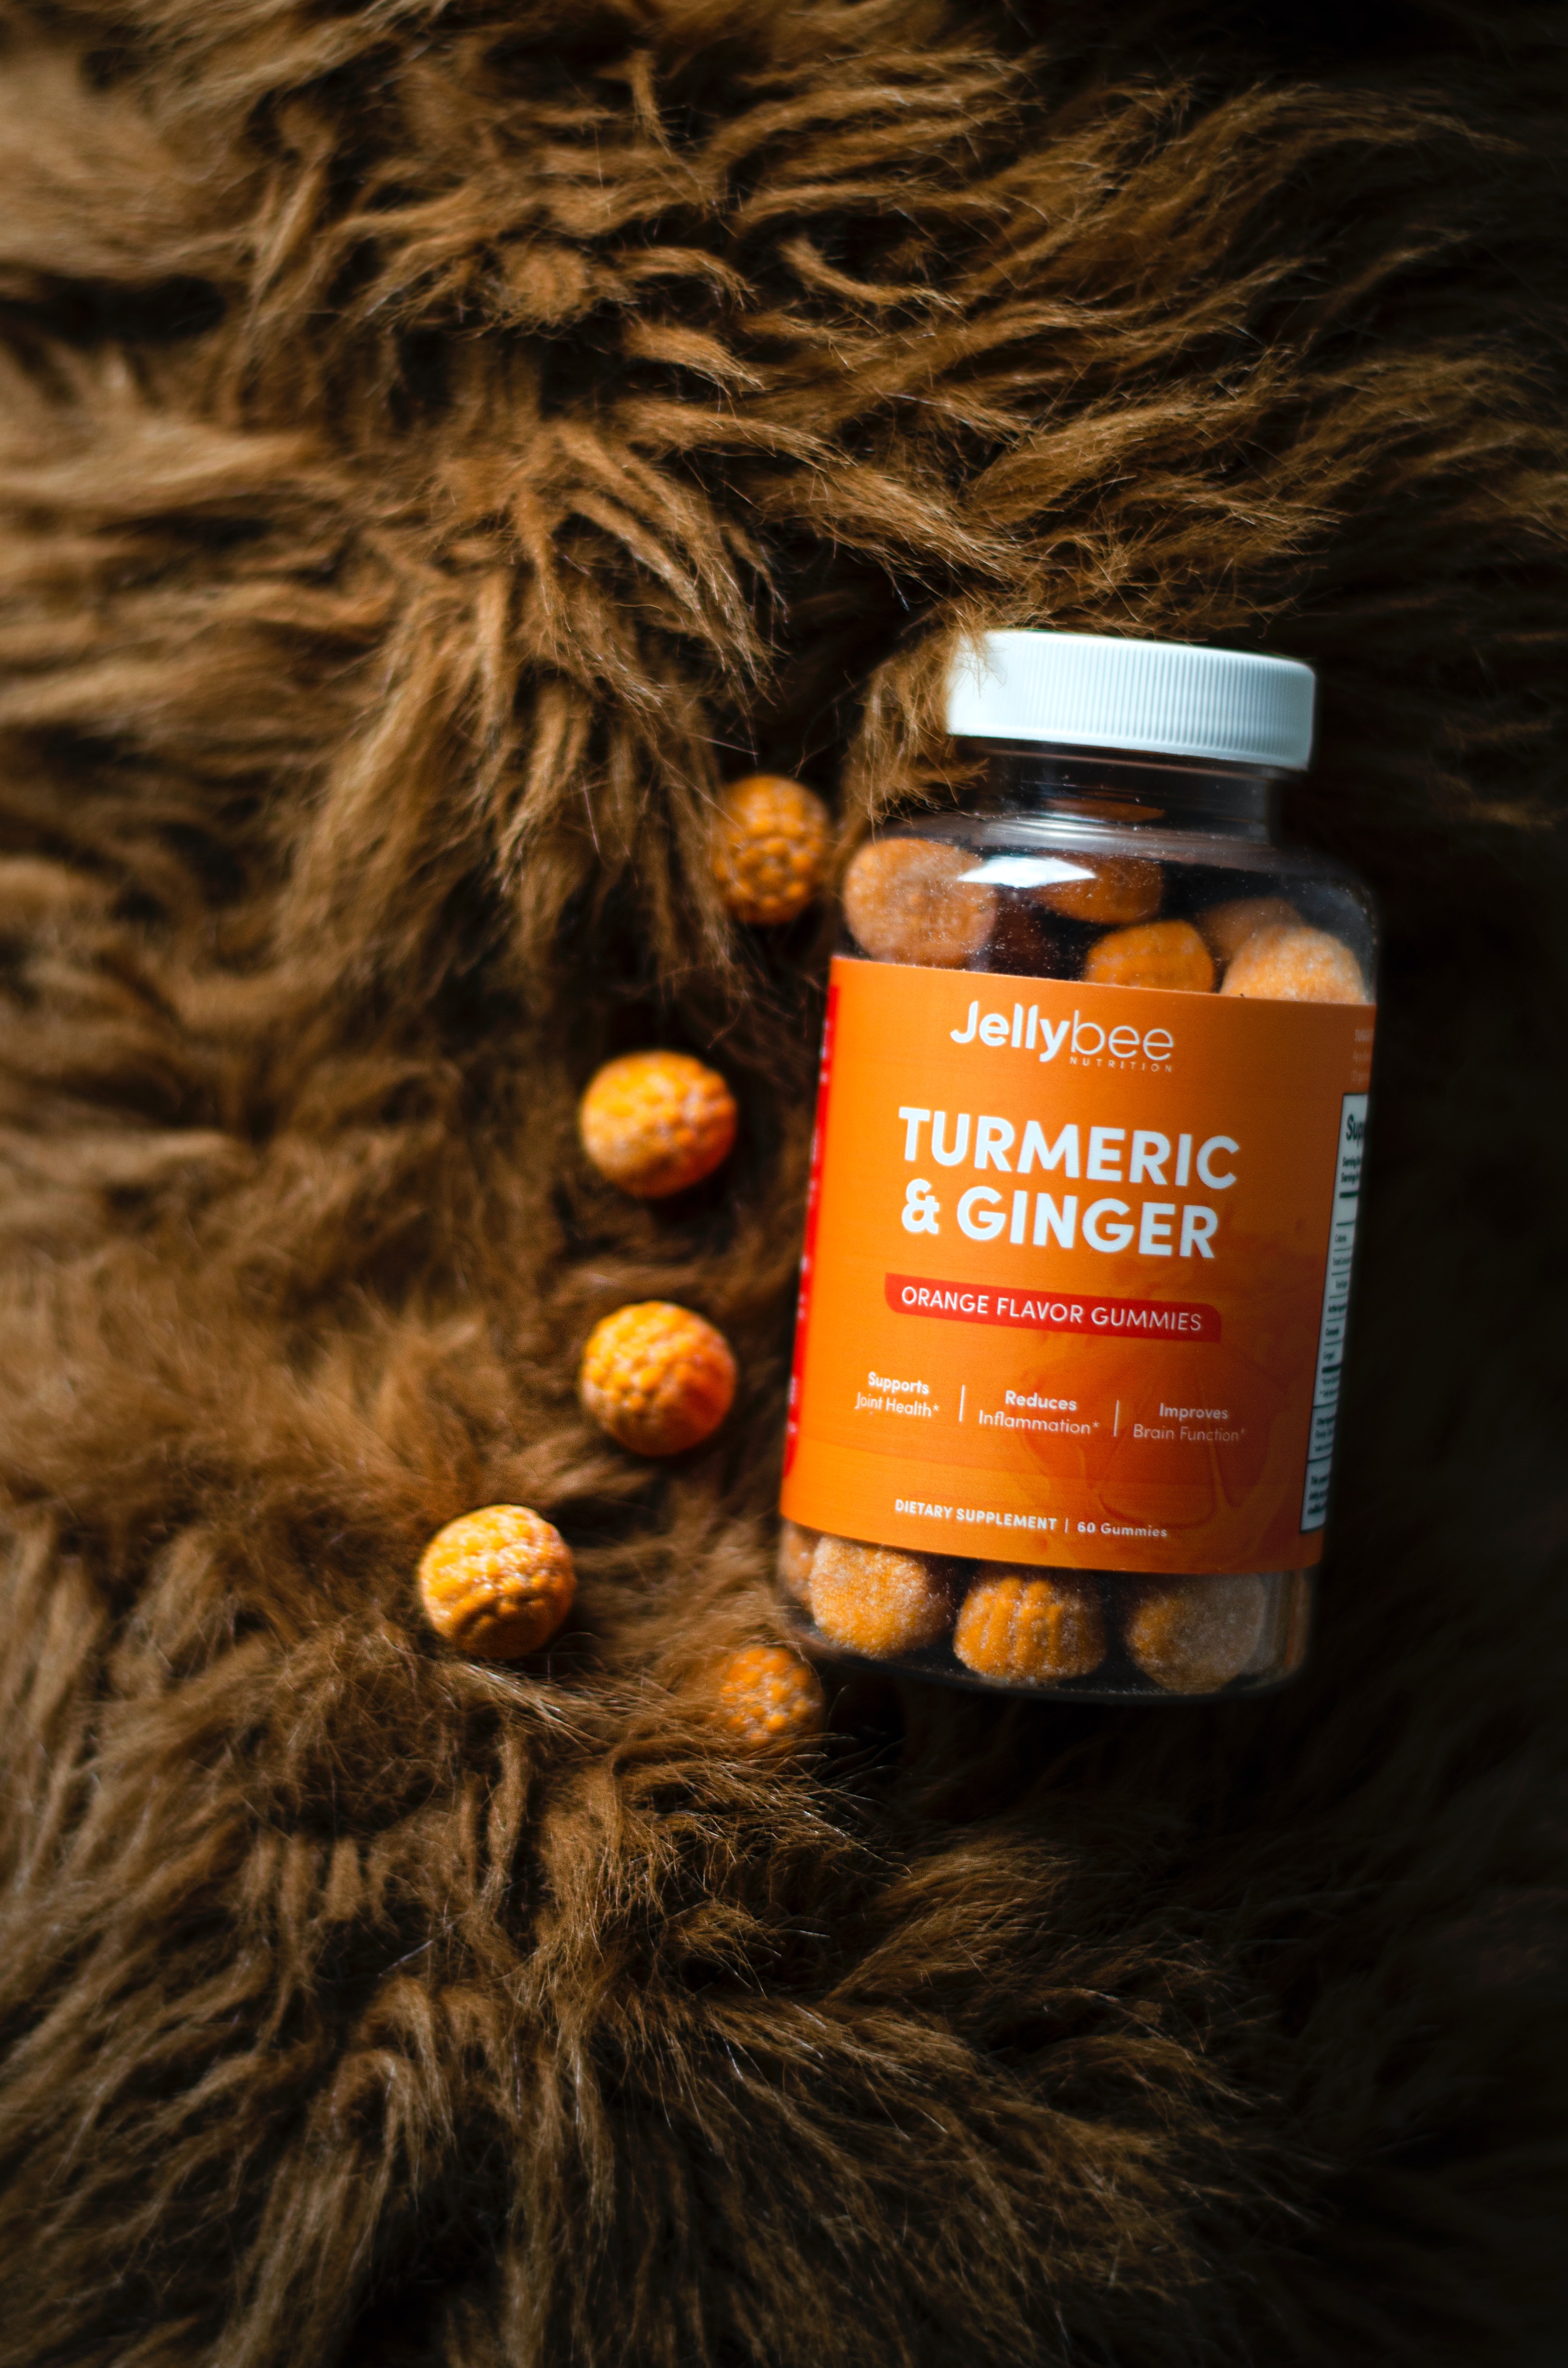 Jellybee
NUTRITION
TURMERIC
& GINGER
ORANGE FLAVOR GUMMIES
Supports
Joint Health*
Reduces
Inflammation*
Improves
Brain Function*
DIETARY SUPPLEMENT | 60 Gummies